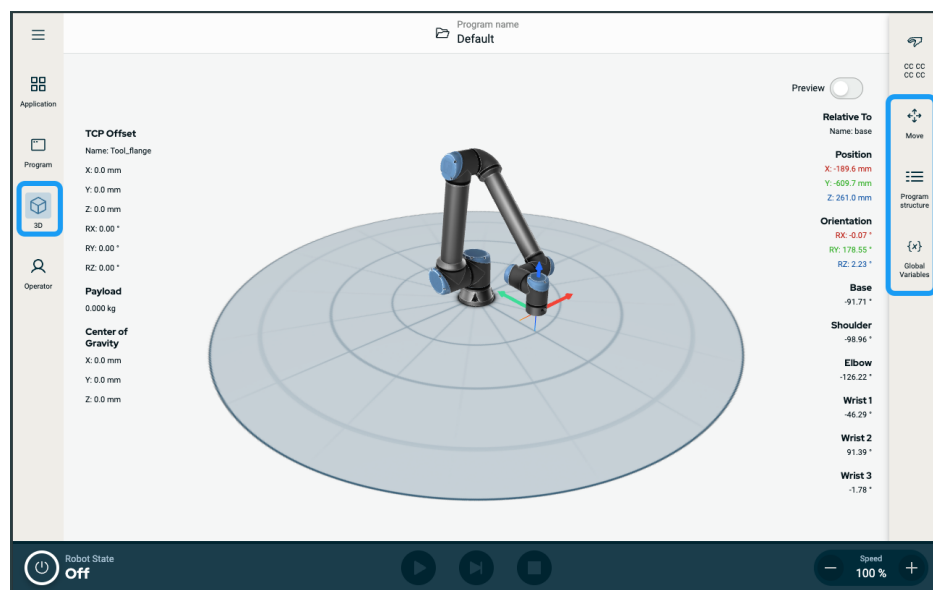 Program name
Default
CC CC
CC CC
Application
Program
3D
Operator
TCP Offset
Name: Tool_flange
X: 0.0 mm
Y: 0.0 mm
Z: 0.0 mm
RX: 0.00 °
RY: 0.00 °
RZ: 0.00 °
Payload
0.000 kg
Center of
Gravity
X: 0.0 mm
Y: 0.0 mm
Z: 0.0 mm
Preview
Relative To
Name: base
Position
X: -189.6 mm
Y: -609.7 mm
Z: 261.0 mm
Orientation
RX: -0.07 °
RY: 178.55 °
RZ: 2.23 °
Base
-91.71 °
Shoulder
-98.96 °
Elbow
-126.22 °
Wrist 1
-46.29 °
Wrist 2
91.39 °
Wrist 3
-1.78 °
Move
Program
structure
{x}
Global
Variables
Robot State
Off
Speed
100 %